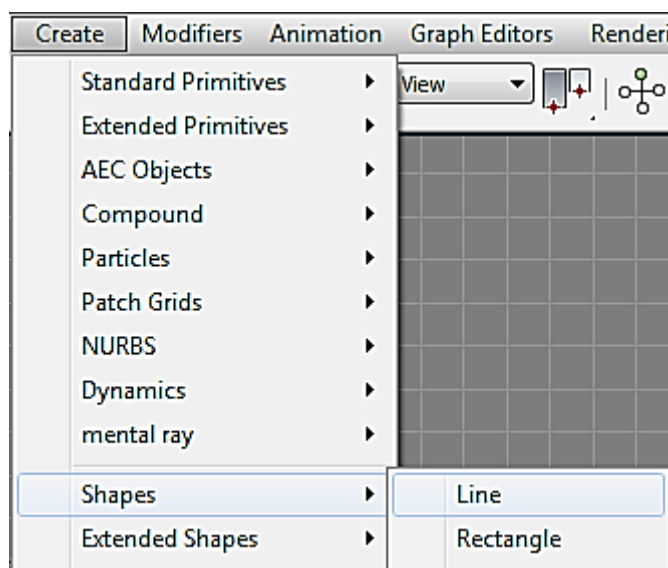 Create Modifiers Animation Graph Editors Renderi
Standard Primitives
View
Extended Primitives
AEC Objects
Compound
Particles
Patch Grids
NURBS
Dynamics
mental ray
Shapes
Line
Extended Shapes
Rectangle